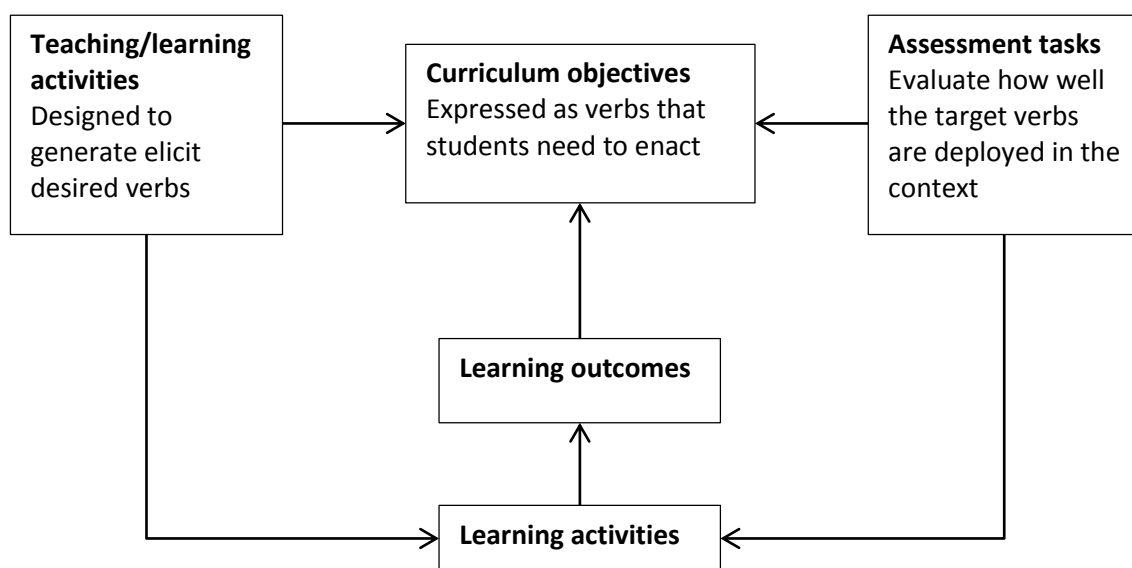 Teaching/learning
activities
Designed to
generate elicit
desired verbs
Curriculum objectives
Expressed as verbs that
students need to enact
Assessment tasks
Evaluate how well
the target verbs
are deployed in the
context
Learning outcomes
Learning activities